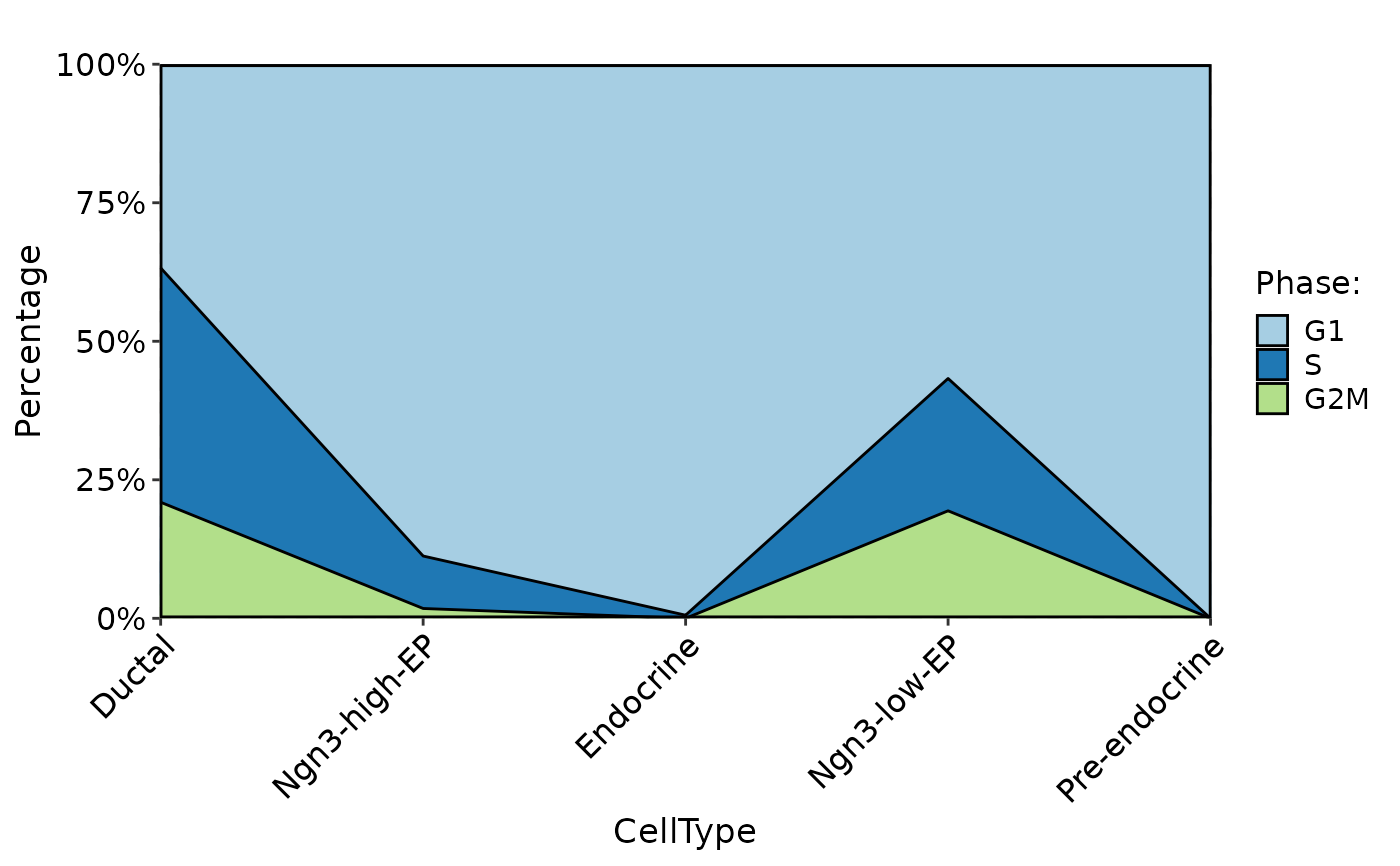 100%
75%
50%
25%
0%
Percentage
Ductal
Ngn3-high-EP
Endocrine
Ngn3-low-EP
Pre-endocrine
CellType
Phase:
G1
S
G2M